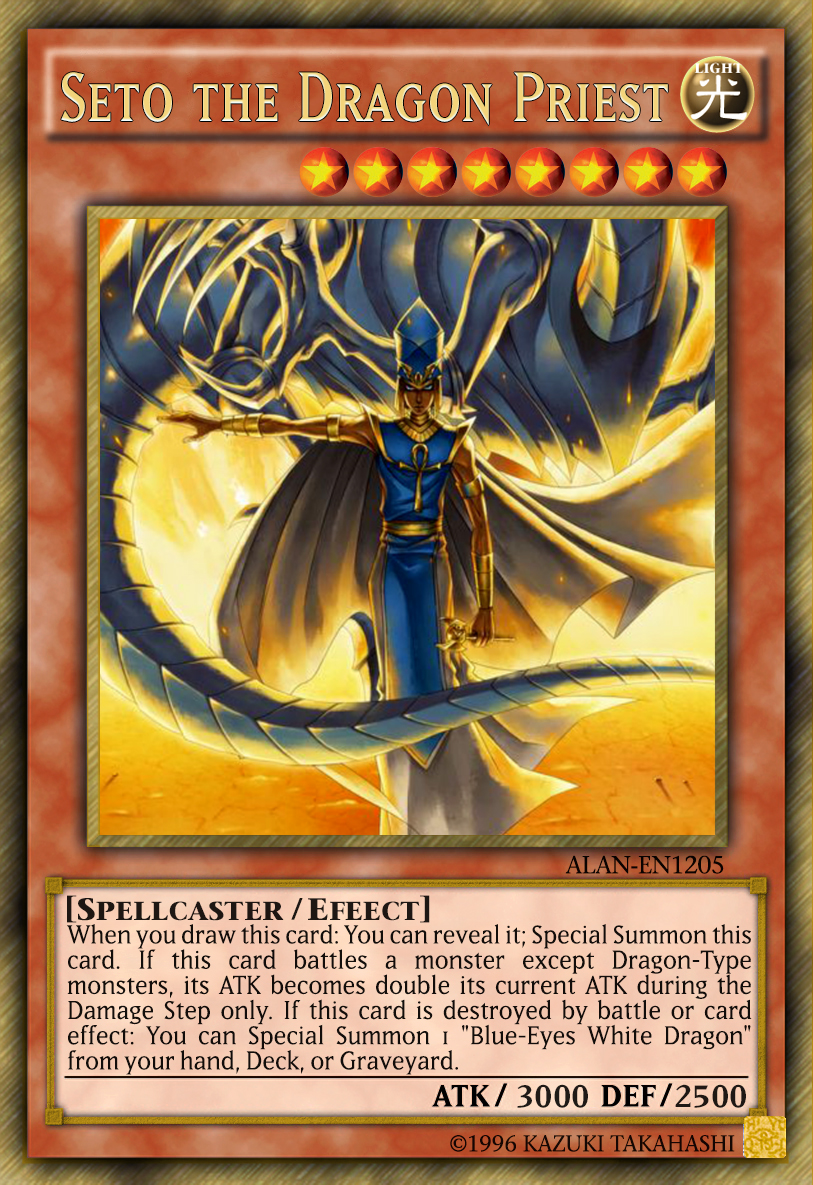 SETO THE DRAGON PRIEST
LIGHT
光
[SPELLCASTER / EFEECT]
When you draw this card: You can reveal it; Special Summon this
card. If this card battles a monster except Dragon-Type
monsters, its ATK becomes double its current ATK during the
Damage Step only. If this card is destroyed by battle or card
effect: You can Special Summon 1 "Blue-Eyes White Dragon"
from your hand, Deck, or Graveyard.
ATK/ 3000 DEF/2500
ALAN-EN1205
©1996 KAZUKI TAKAHASHI